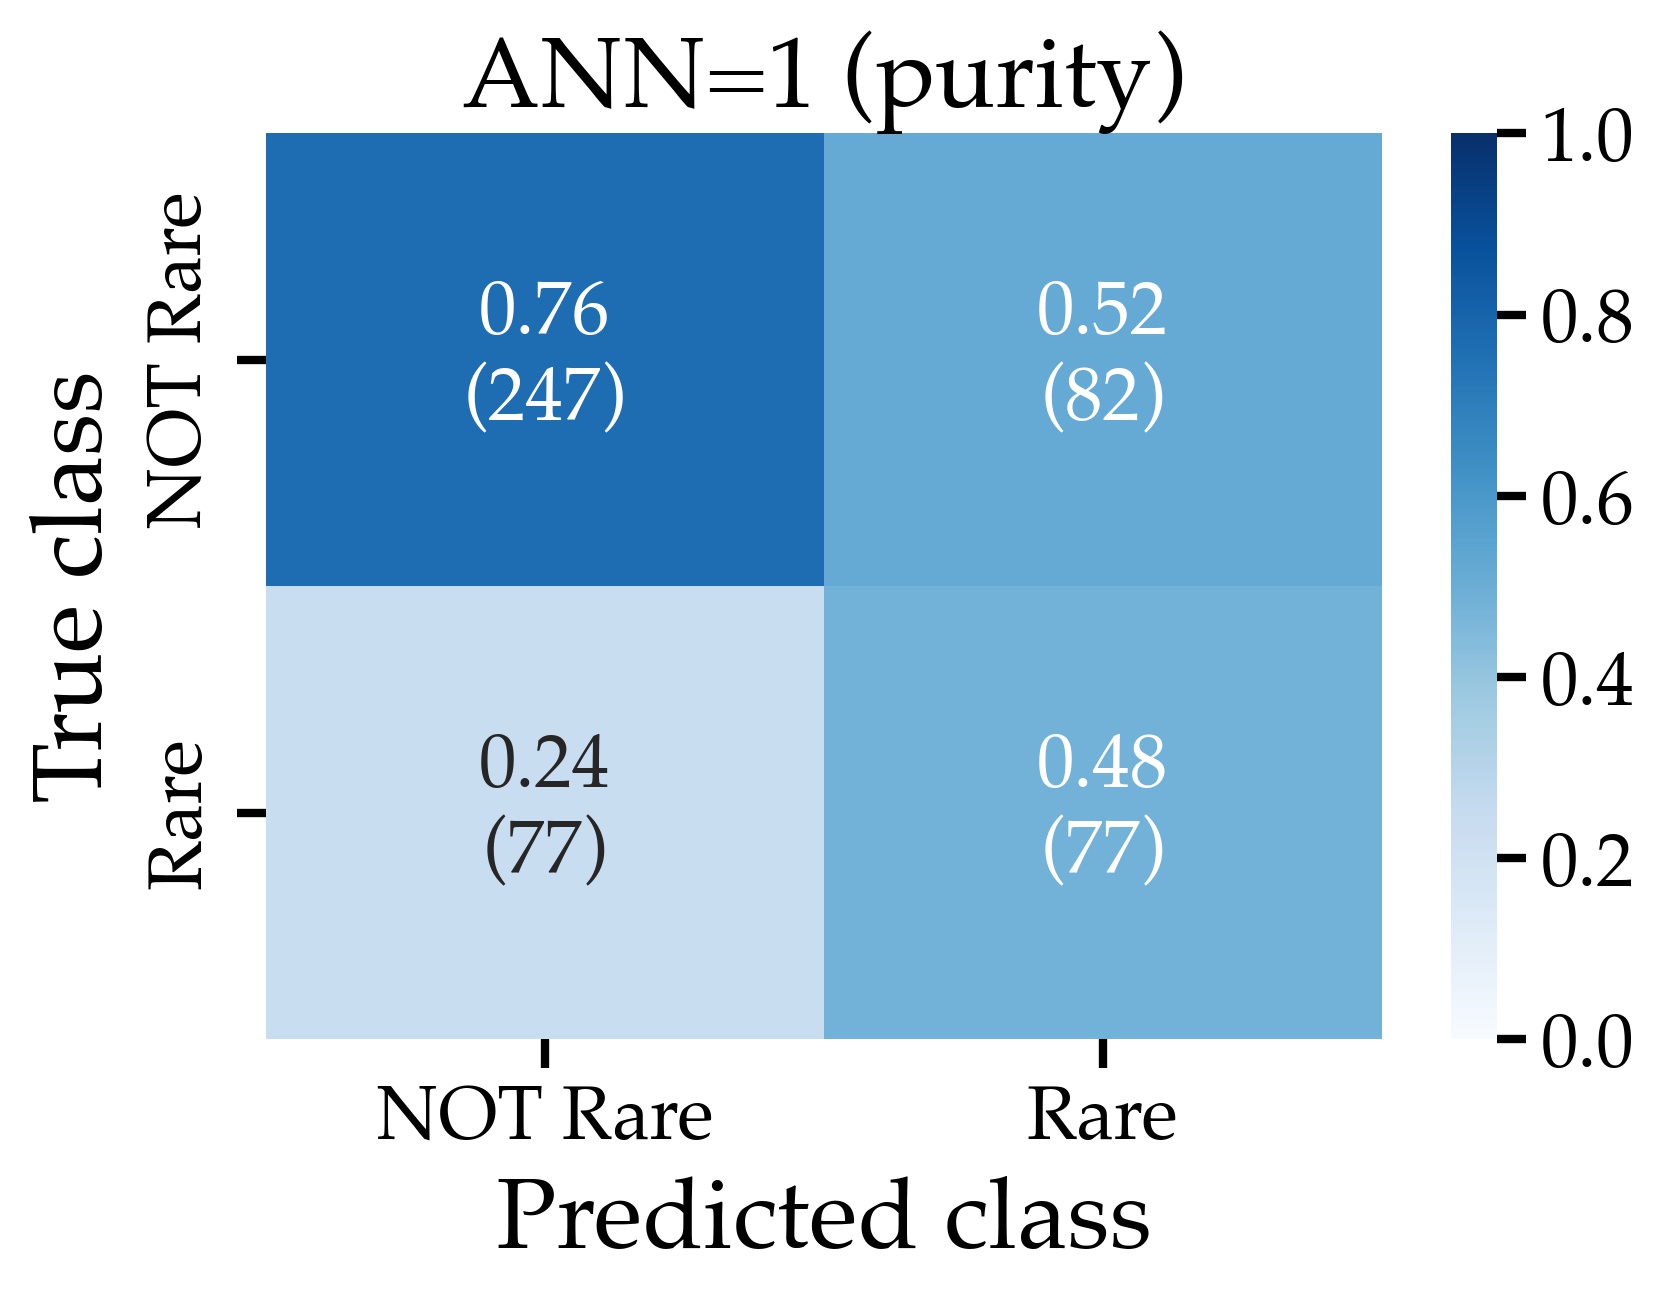 ANN=1 (purity)
True class
NOT Rare
Rare
0.76
(247)
0.52
(82)
0.24
(77)
0.48
(77)
NOT Rare
Rare
Predicted class
1.0
0.8
0.6
0.4
0.2
0.0